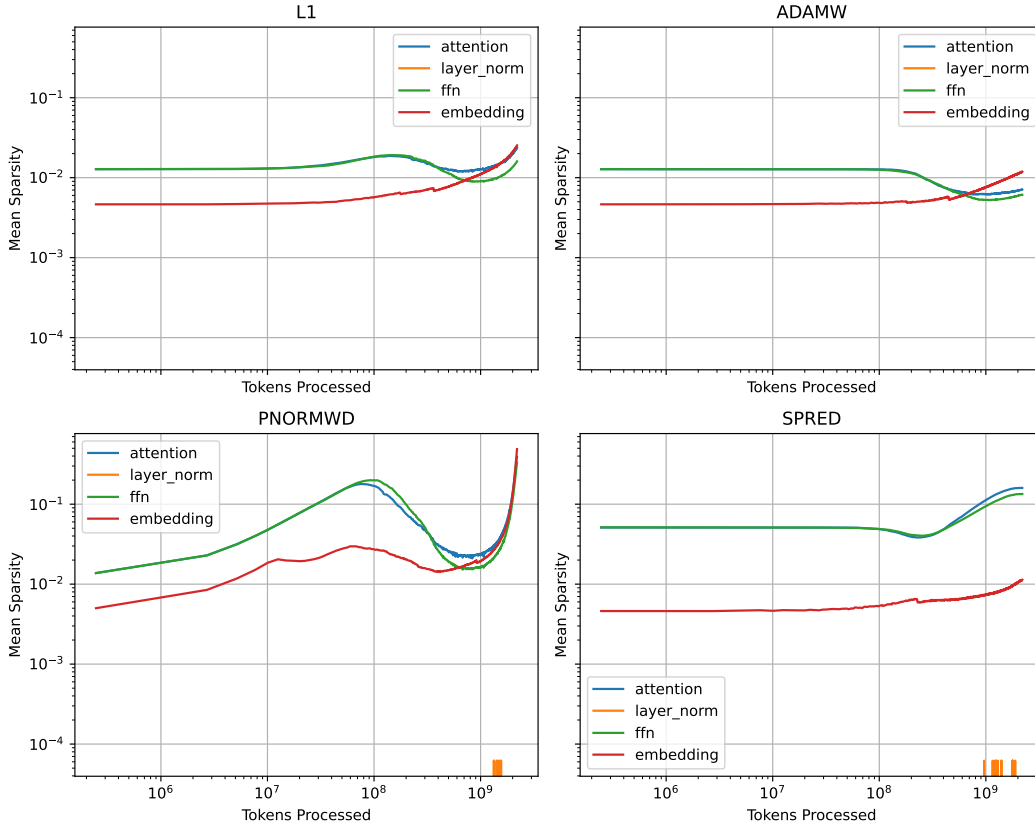 L1
Mean Sparsity
10⁻¹
10⁻²
10⁻³
10⁻⁴
attention
layer_norm
ffn
embedding
Tokens Processed
ADAMW
Mean Sparsity
attention
layer_norm
ffn
embedding
Tokens Processed
PNORMWD
Mean Sparsity
10⁻¹
10⁻²
10⁻³
10⁻⁴
attention
layer_norm
ffn
embedding
10⁶
10⁷
10⁸
10⁹
Tokens Processed
SPRED
Mean Sparsity
attention
layer_norm
ffn
embedding
10⁶
10⁷
10⁸
10⁹
Tokens Processed